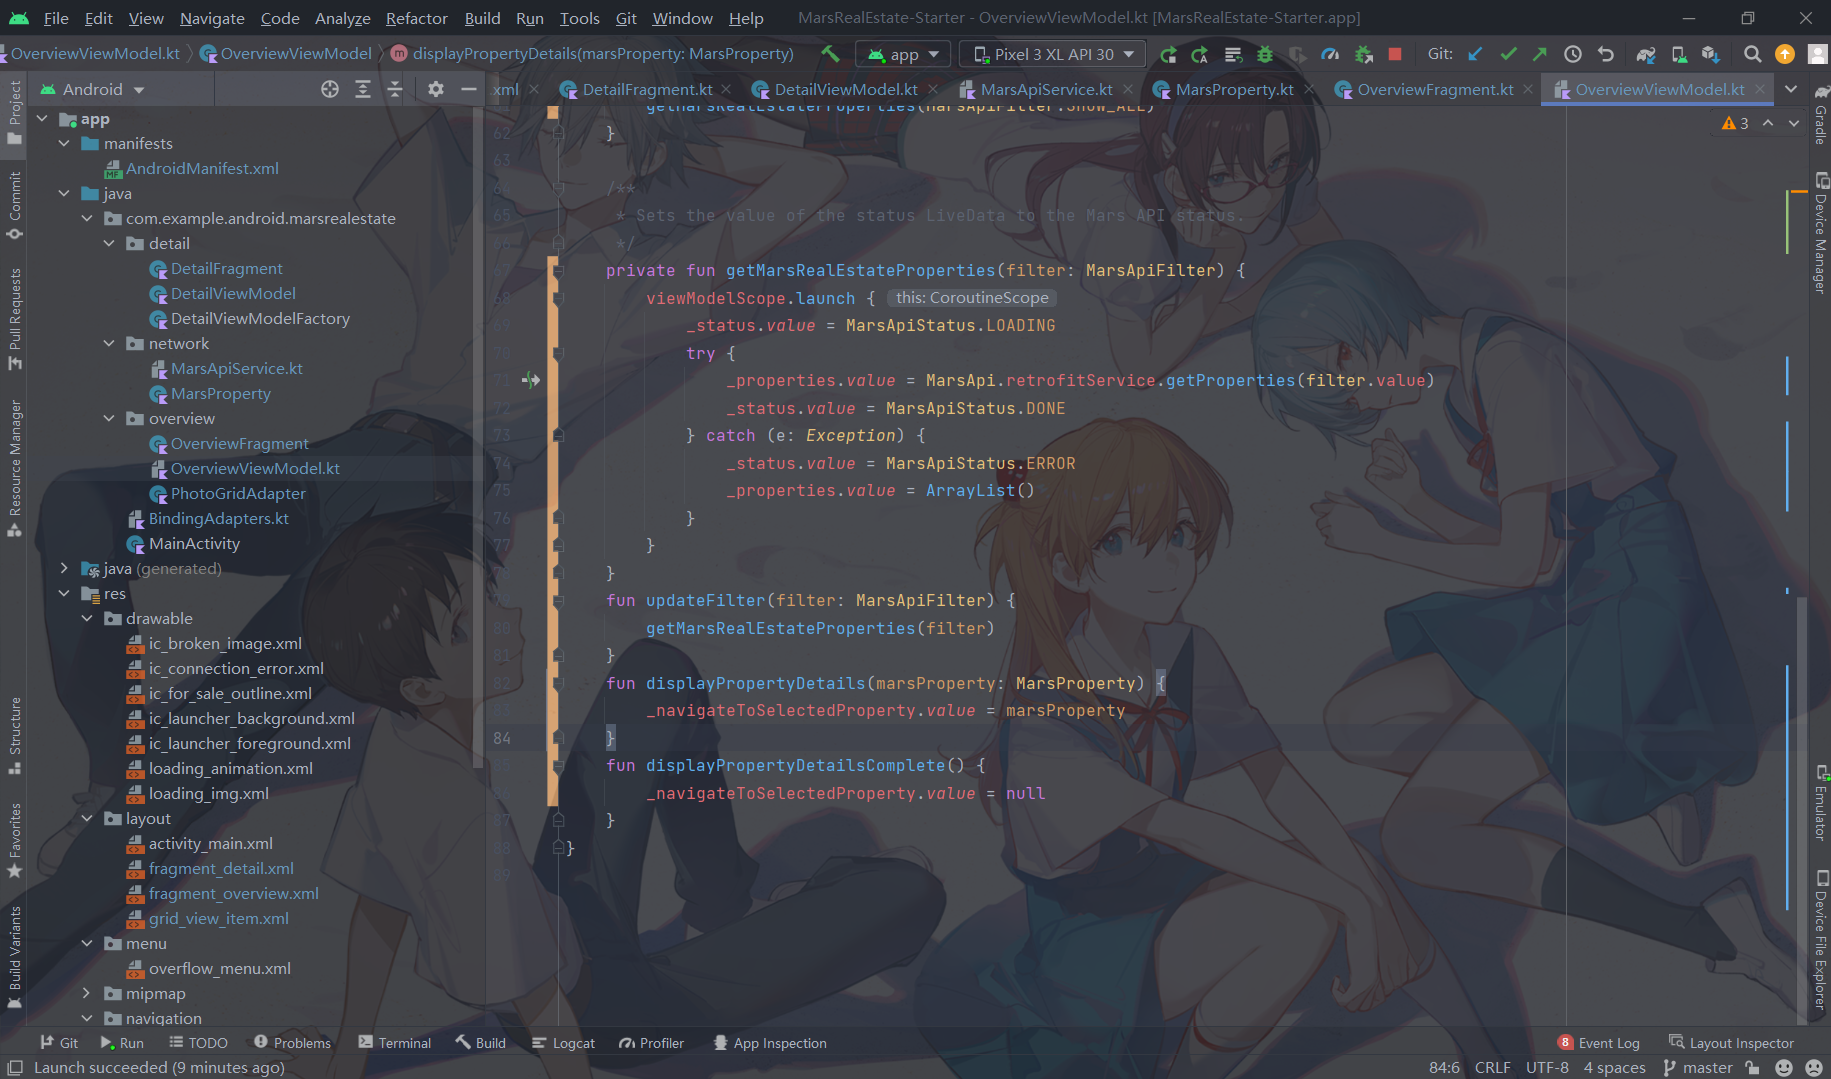 File Edit View Navigate Code Analyze Refactor Build Run Tools Git Window Help MarsRealEstate-Starter - OverviewViewModel.kt [MarsRealEstate-Starter.app]
OverviewViewModel.kt OverviewViewModel m displayPropertyDetails(marsProperty: MarsProperty) app Pixel 3 XL API 30 Git:
Android .xml DetailFragment.kt DetailViewModel.kt MarsApiService.kt MarsProperty.kt OverviewFragment.kt OverviewViewModel.kt
Project
Commit
Pull Requests
Resource Manager
Structure
Favorites
Build Variants
app
manifests
AndroidManifest.xml
java
com.example.android.marsrealestate
detail
DetailFragment
DetailViewModel
DetailViewModelFactory
network
MarsApiService.kt
MarsProperty
overview
OverviewFragment
OverviewViewModel.kt
PhotoGridAdapter
BindingAdapters.kt
MainActivity
java (generated)
res
drawable
ic_broken_image.xml
ic_connection_error.xml
ic_for_sale_outline.xml
ic_launcher_background.xml
ic_launcher_foreground.xml
loading_animation.xml
loading_img.xml
layout
activity_main.xml
fragment_detail.xml
fragment_overview.xml
grid_view_item.xml
menu
overflow_menu.xml
mipmap
navigation
getMarsRealEstateProperties(MarsApiFilter.SHOW_ALL)
62 }
63
64 /**
65 * Sets the value of the status LiveData to the Mars API status.
66 */
67 private fun getMarsRealEstateProperties(filter: MarsApiFilter) {
68 viewModelScope.launch { this: CoroutineScope
69 _status.value = MarsApiStatus.LOADING
70 try {
71 _properties.value = MarsApi.retrofitService.getProperties(filter.value)
72 _status.value = MarsApiStatus.DONE
73 } catch (e: Exception) {
74 _status.value = MarsApiStatus.ERROR
75 _properties.value = ArrayList()
76 }
77 }
78 }
79 fun updateFilter(filter: MarsApiFilter) {
80 getMarsRealEstateProperties(filter)
81 }
82 fun displayPropertyDetails(marsProperty: MarsProperty) {
83 _navigateToSelectedProperty.value = marsProperty
84 }
85 fun displayPropertyDetailsComplete() {
86 _navigateToSelectedProperty.value = null
87 }
88 }
89
3
Gradle
Device Manager
Emulator
Device File Explorer
Git Run TODO Problems Terminal Build Logcat Profiler App Inspection 8 Event Log Layout Inspector
Launch succeeded (9 minutes ago) 84:6 CRLF UTF-8 4 spaces master